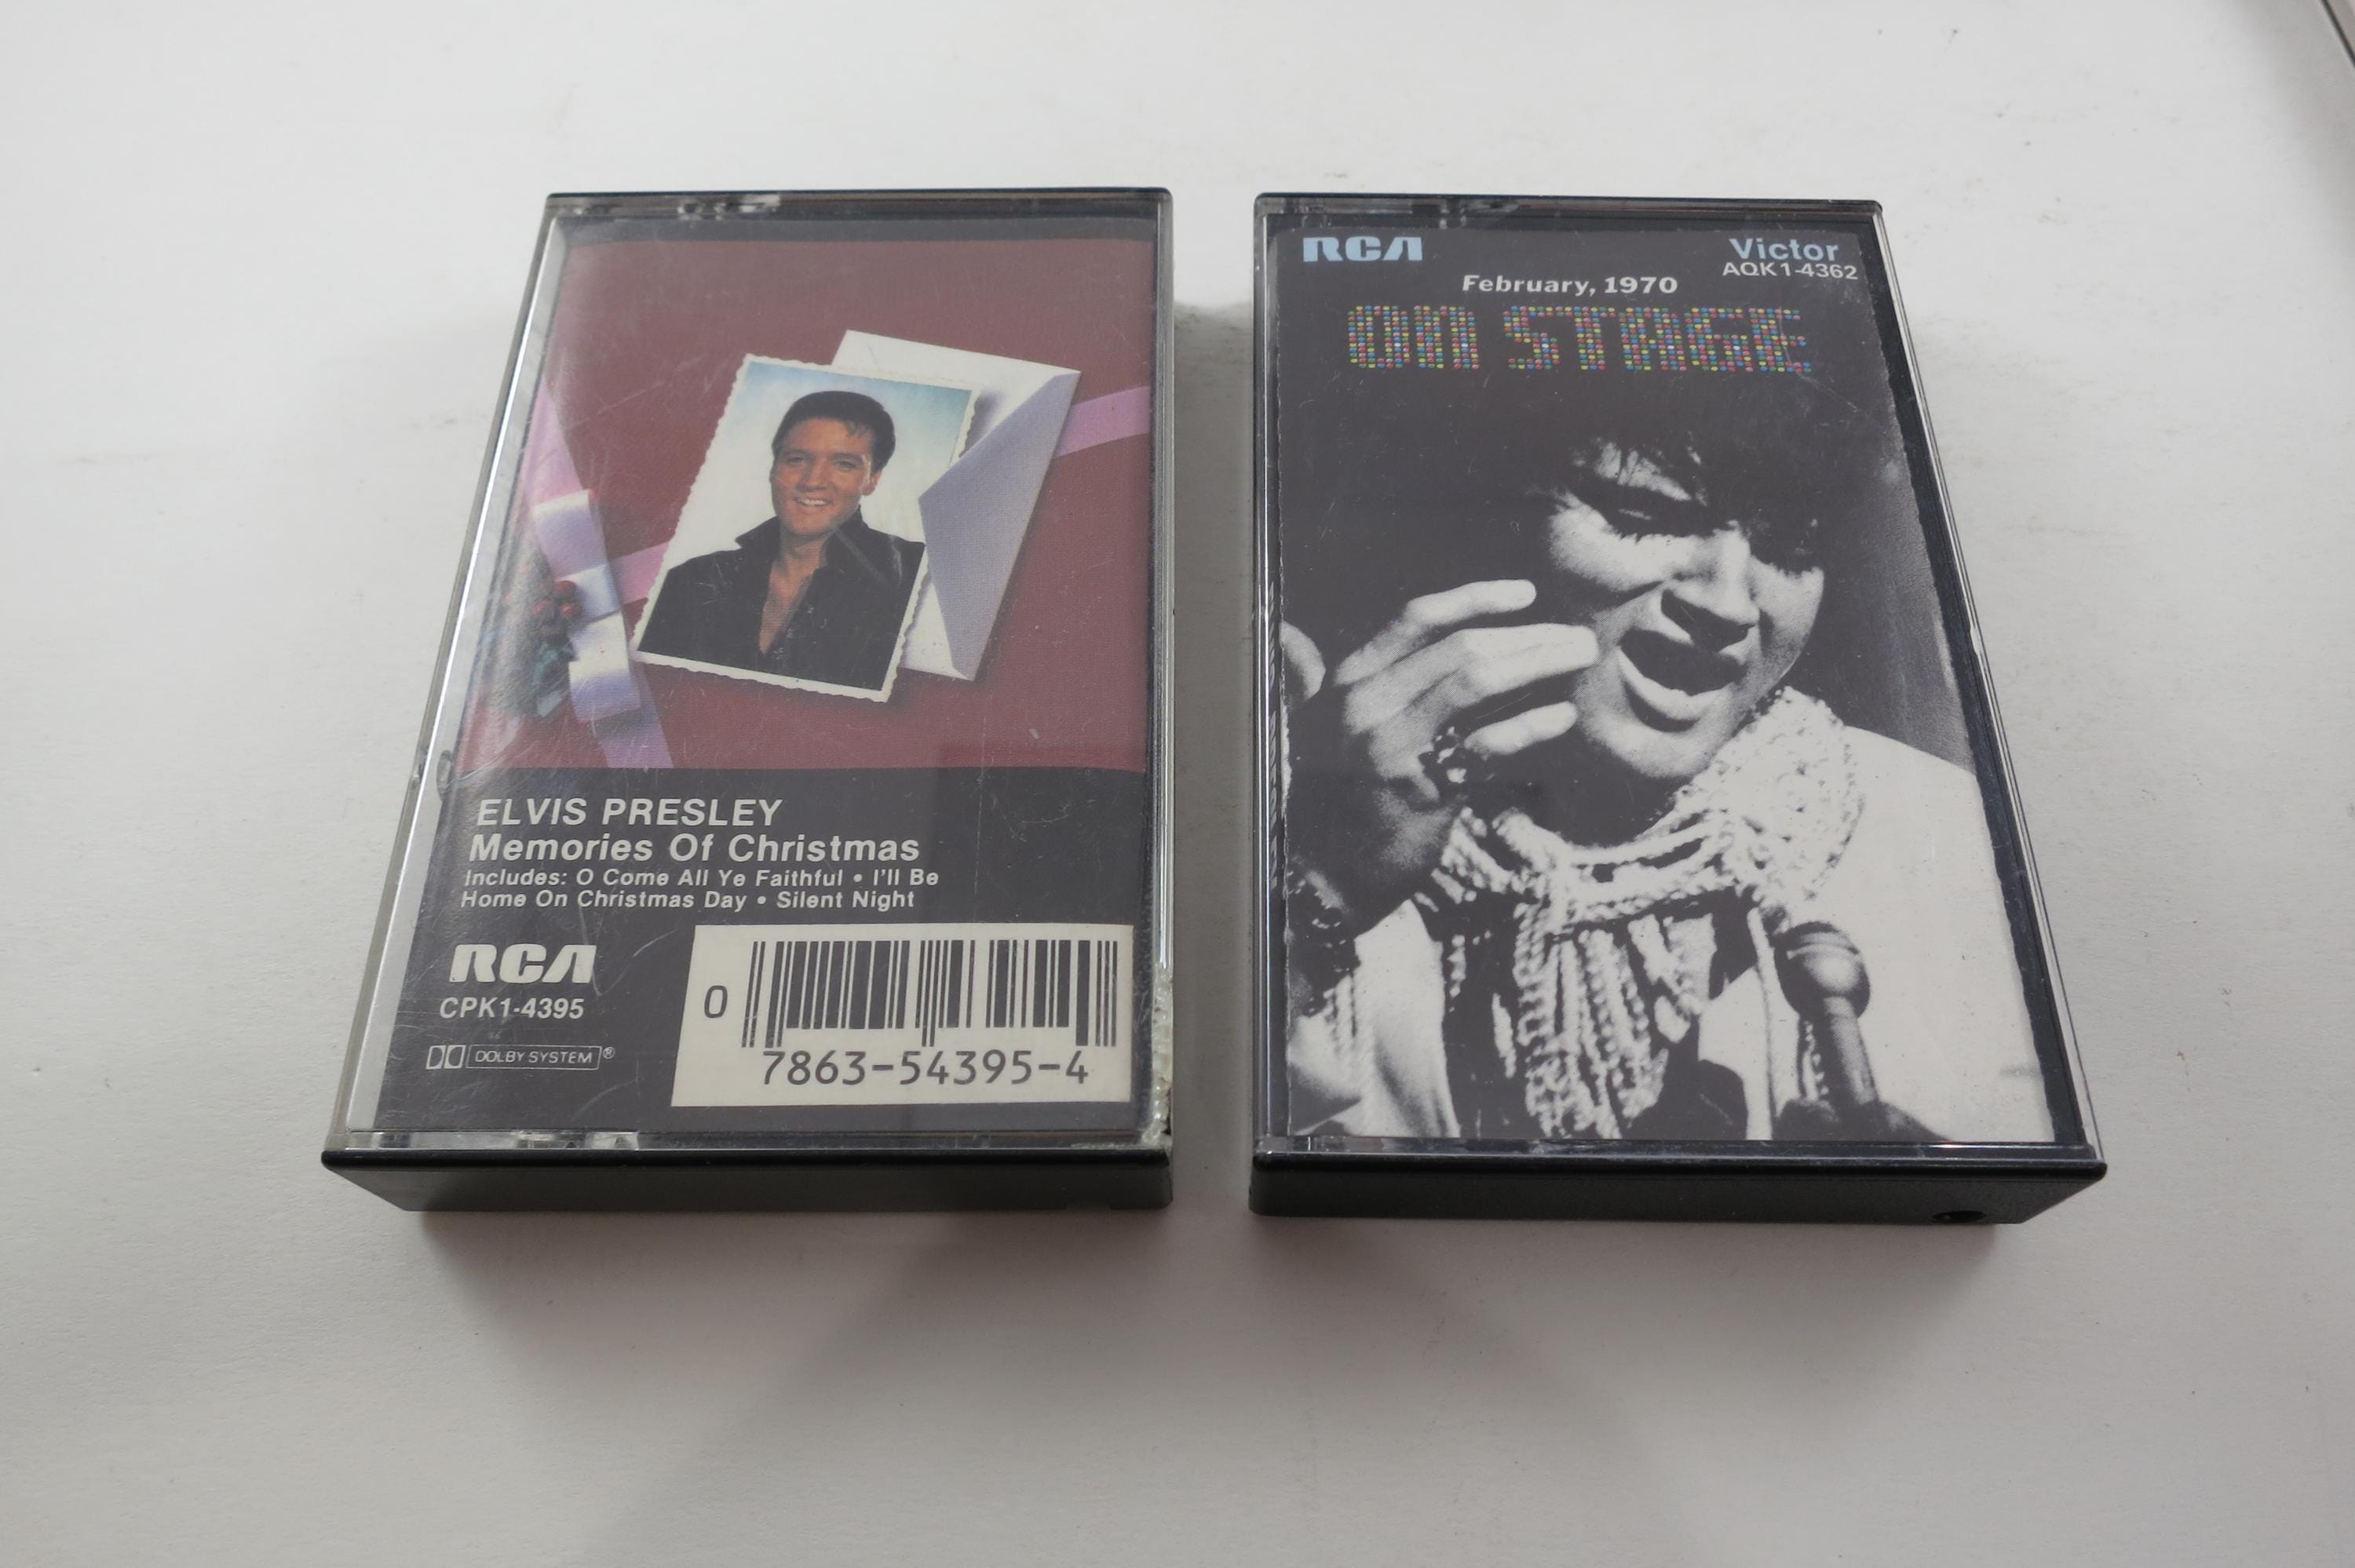 ELVIS PRESLEY
Memories Of Christmas
Includes: O Come All Ye Faithful • I'll Be
Home On Christmas Day • Silent Night
RCA
CPK1-4395
DOLBY SYSTEM®
0
7863-54395-4
RCA
Victor
AQK1-4362
February, 1970
ON STAGE